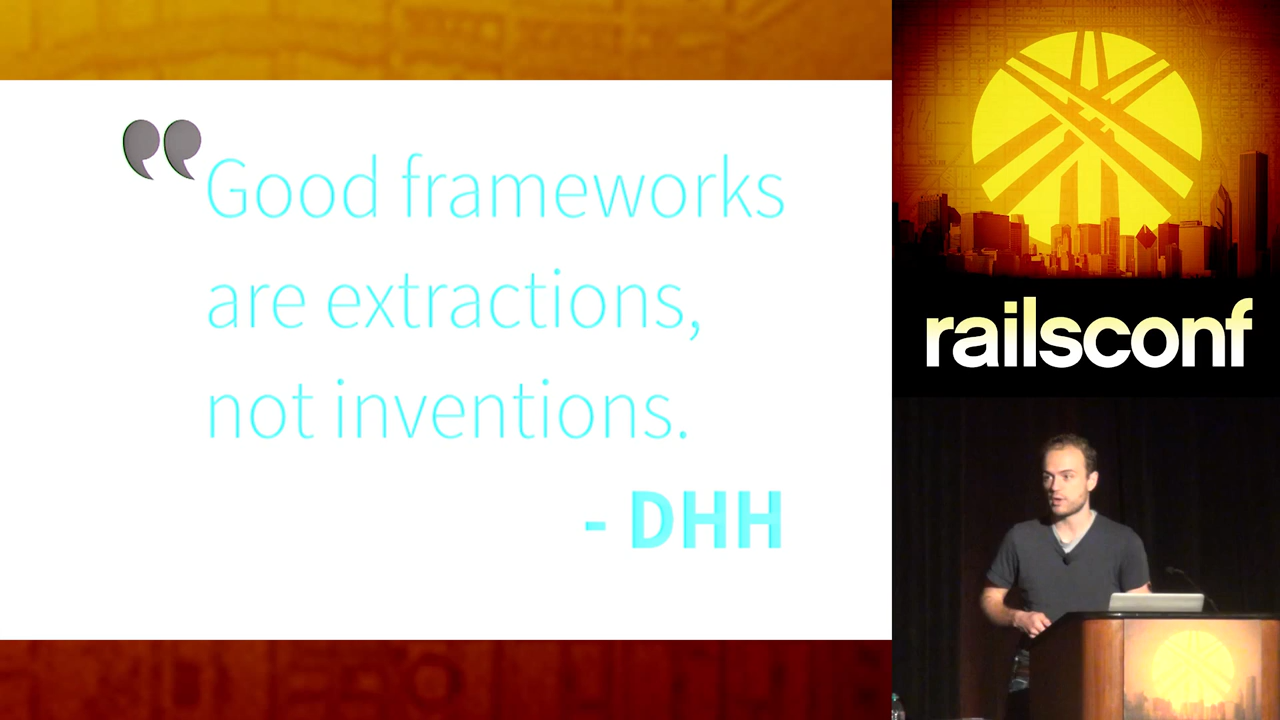 ❞ Good frameworks
are extractions,
not inventions.
- DHH
railsconf